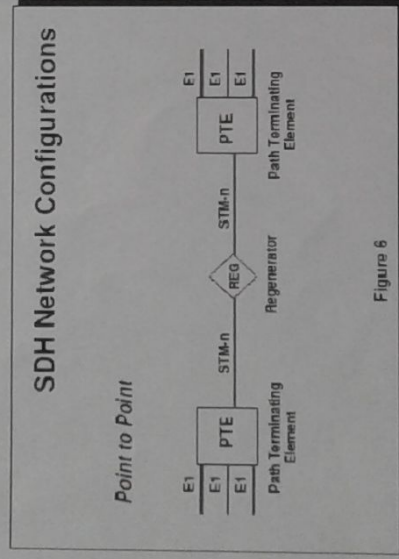 SDH Network Configurations
Point to Point
E1
E1
E1
PTE
STM-n
REG
STM-n
PTE
E1
E1
E1
Path Terminating
Element
Regenerator
Path Terminating
Element
Figure 6